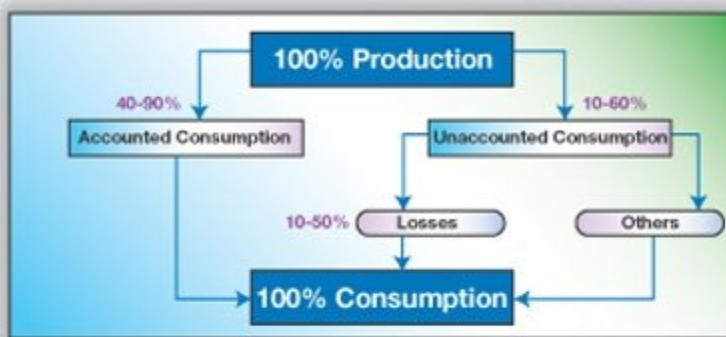 100% Production
40-90%
10-60%
Accounted Consumption
Unaccounted Consumption
10-50%
Losses
Others
100% Consumption